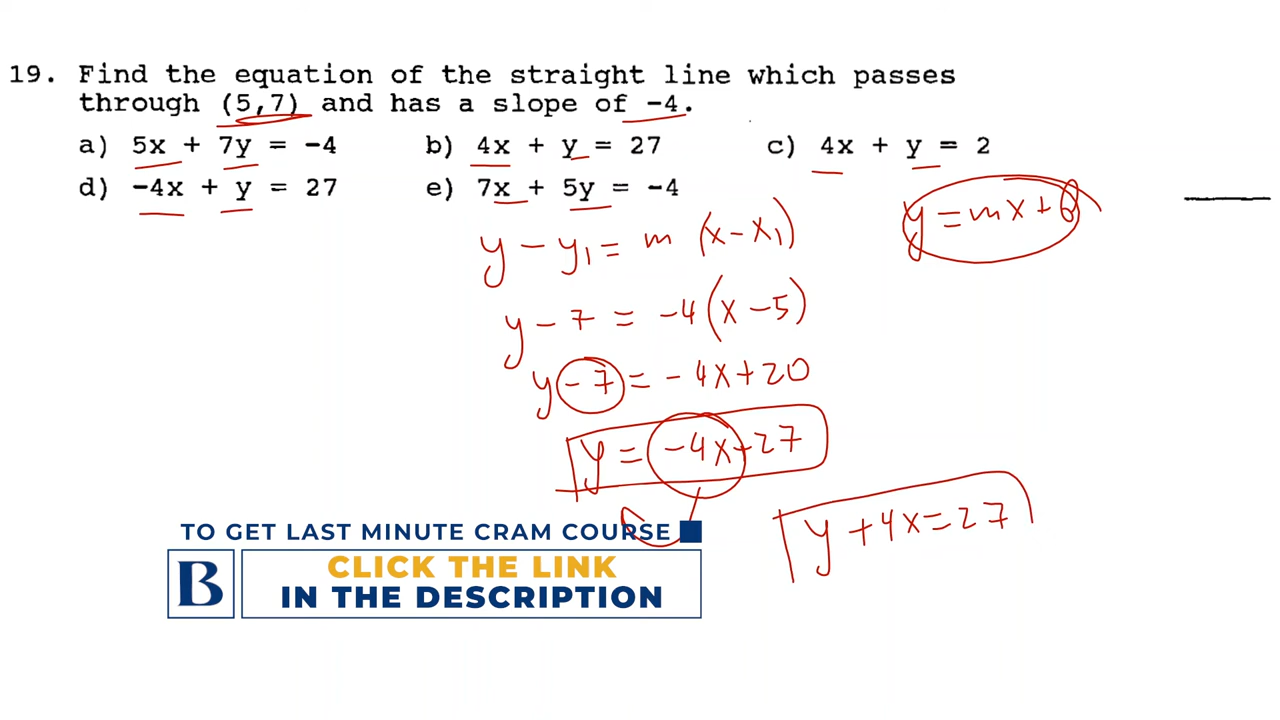 19. Find the equation of the straight line which passes
through (5,7) and has a slope of -4.
a) 5x + 7y = -4 b) 4x + y = 27 c) 4x + y = 2
d) -4x + y = 27 e) 7x + 5y = -4
y = mx + b
y - y₁ = m (x - x₁)
y - 7 = -4(x - 5)
y - 7 = - 4x + 20
y = -4x + 27
y + 4x = 27
TO GET LAST MINUTE CRAM COURSE
B
CLICK THE LINK
IN THE DESCRIPTION